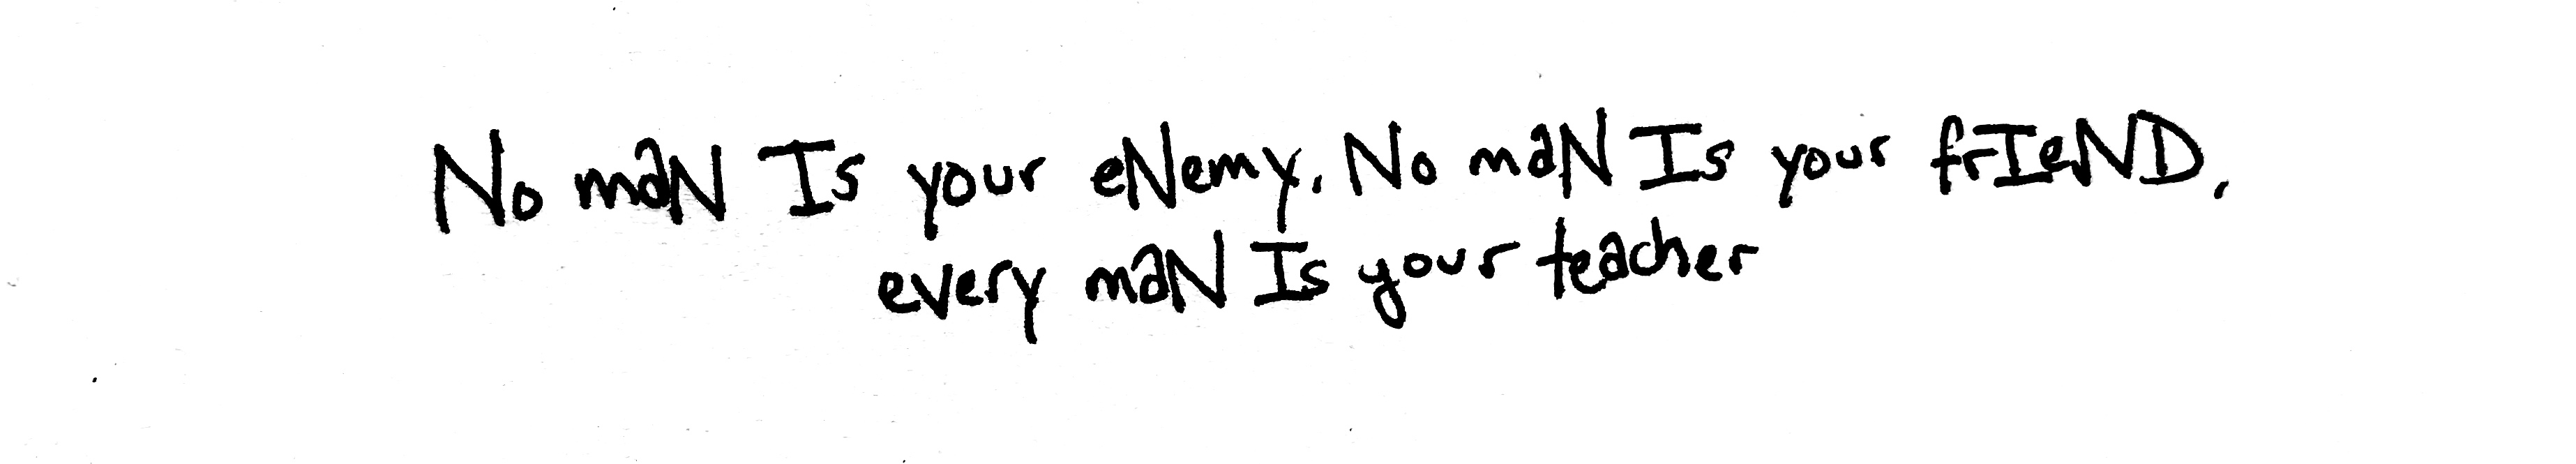 No maN Is your eNemy. No maN Is your frIeND.
every maN Is your teacher